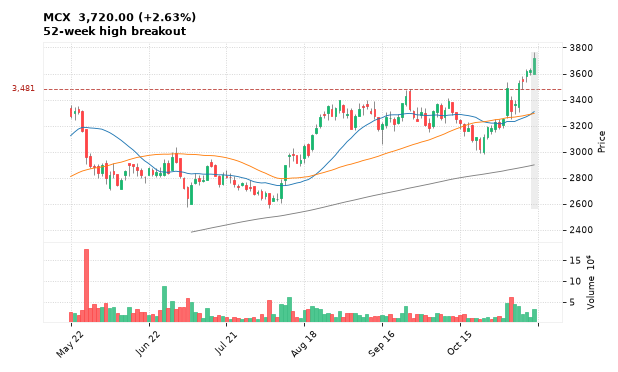 MCX 3,720.00 (+2.63%)
52-week high breakout
3,481
3800
3600
3400
3200
3000
2800
2600
2400
Price
15
10
5
Volume 10⁶
May 22
Jun 22
Jul 21
Aug 18
Sep 16
Oct 15